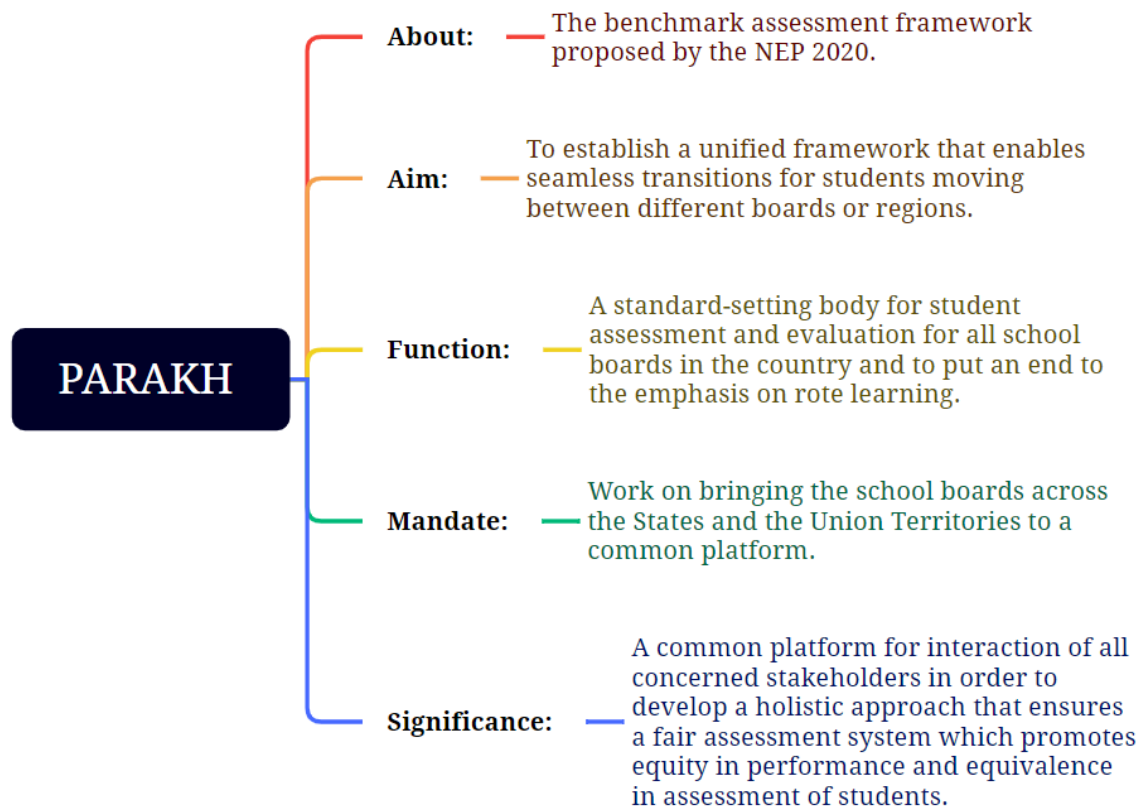 PARAKH
About:
The benchmark assessment framework
proposed by the NEP 2020.
Aim:
To establish a unified framework that enables
seamless transitions for students moving
between different boards or regions.
Function:
A standard-setting body for student
assessment and evaluation for all school
boards in the country and to put an end to
the emphasis on rote learning.
Mandate:
Work on bringing the school boards across
the States and the Union Territories to a
common platform.
Significance:
A common platform for interaction of all
concerned stakeholders in order to
develop a holistic approach that ensures
a fair assessment system which promotes
equity in performance and equivalence
in assessment of students.